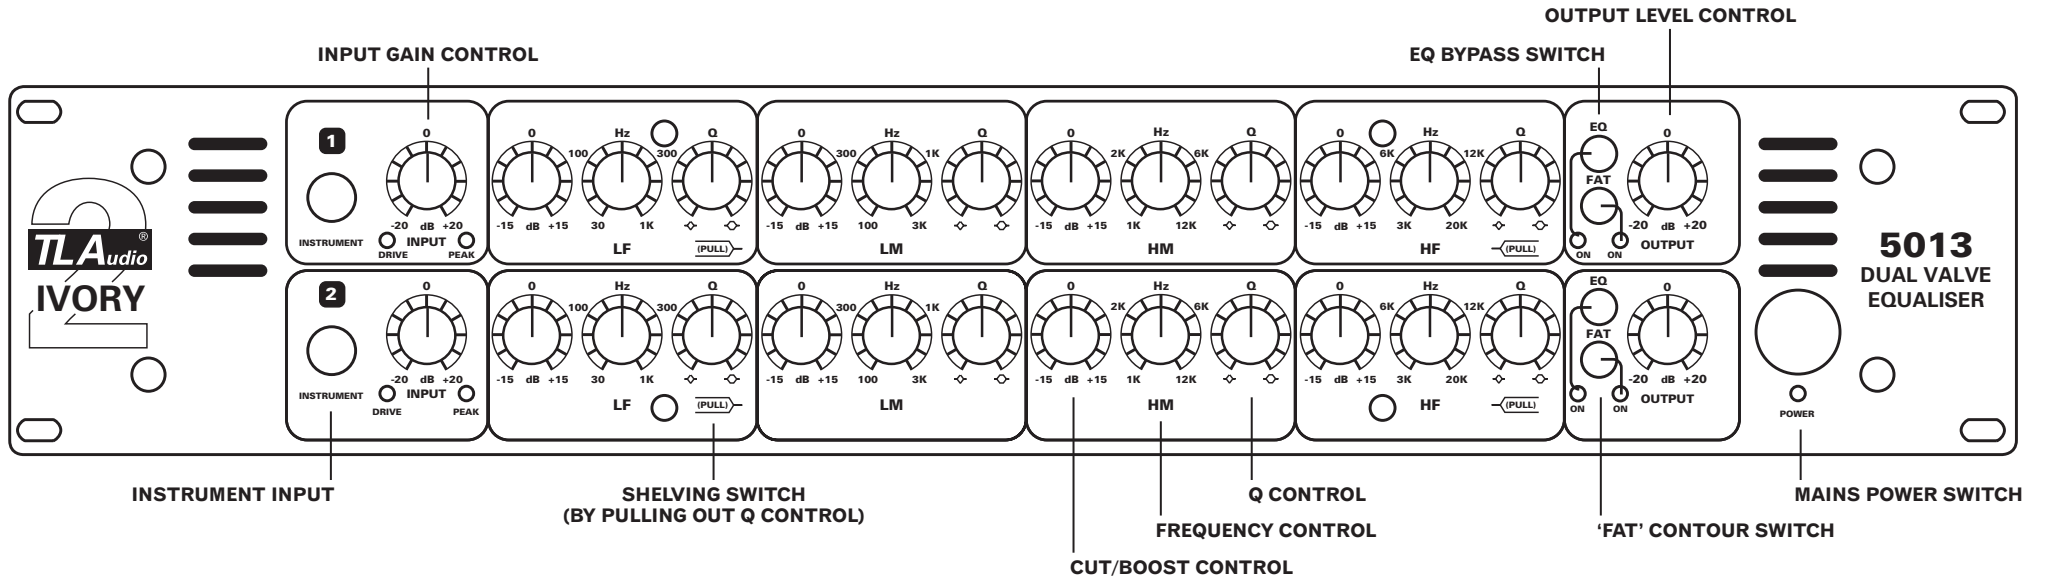 OUTPUT LEVEL CONTROL
INPUT GAIN CONTROL
EQ BYPASS SWITCH
TLAudio®
2
IVORY
1
INSTRUMENT
0
-20 dB +20
INPUT
DRIVE
PEAK
0 Hz Q
100 300
-15 dB +15 30 1K
LF (PULL)
0 Hz Q
300 1K
-15 dB +15 100 3K
LM
0 Hz Q
2K 6K
-15 dB +15 1K 12K
HM
0 Hz Q
6K 12K
-15 dB +15 3K 20K
HF (PULL)
EQ
FAT
ON ON
0
-20 dB +20
OUTPUT
5013
DUAL VALVE
EQUALISER
2
INSTRUMENT
0
-20 dB +20
INPUT
DRIVE
PEAK
0 Hz Q
100 300
-15 dB +15 30 1K
LF (PULL)
0 Hz Q
300 1K
-15 dB +15 100 3K
LM
0 Hz Q
2K 6K
-15 dB +15 1K 12K
HM
0 Hz Q
6K 12K
-15 dB +15 3K 20K
HF (PULL)
EQ
FAT
ON ON
0
-20 dB +20
OUTPUT
POWER
INSTRUMENT INPUT
SHELVING SWITCH
(BY PULLING OUT Q CONTROL)
Q CONTROL
MAINS POWER SWITCH
FREQUENCY CONTROL
‘FAT’ CONTOUR SWITCH
CUT/BOOST CONTROL